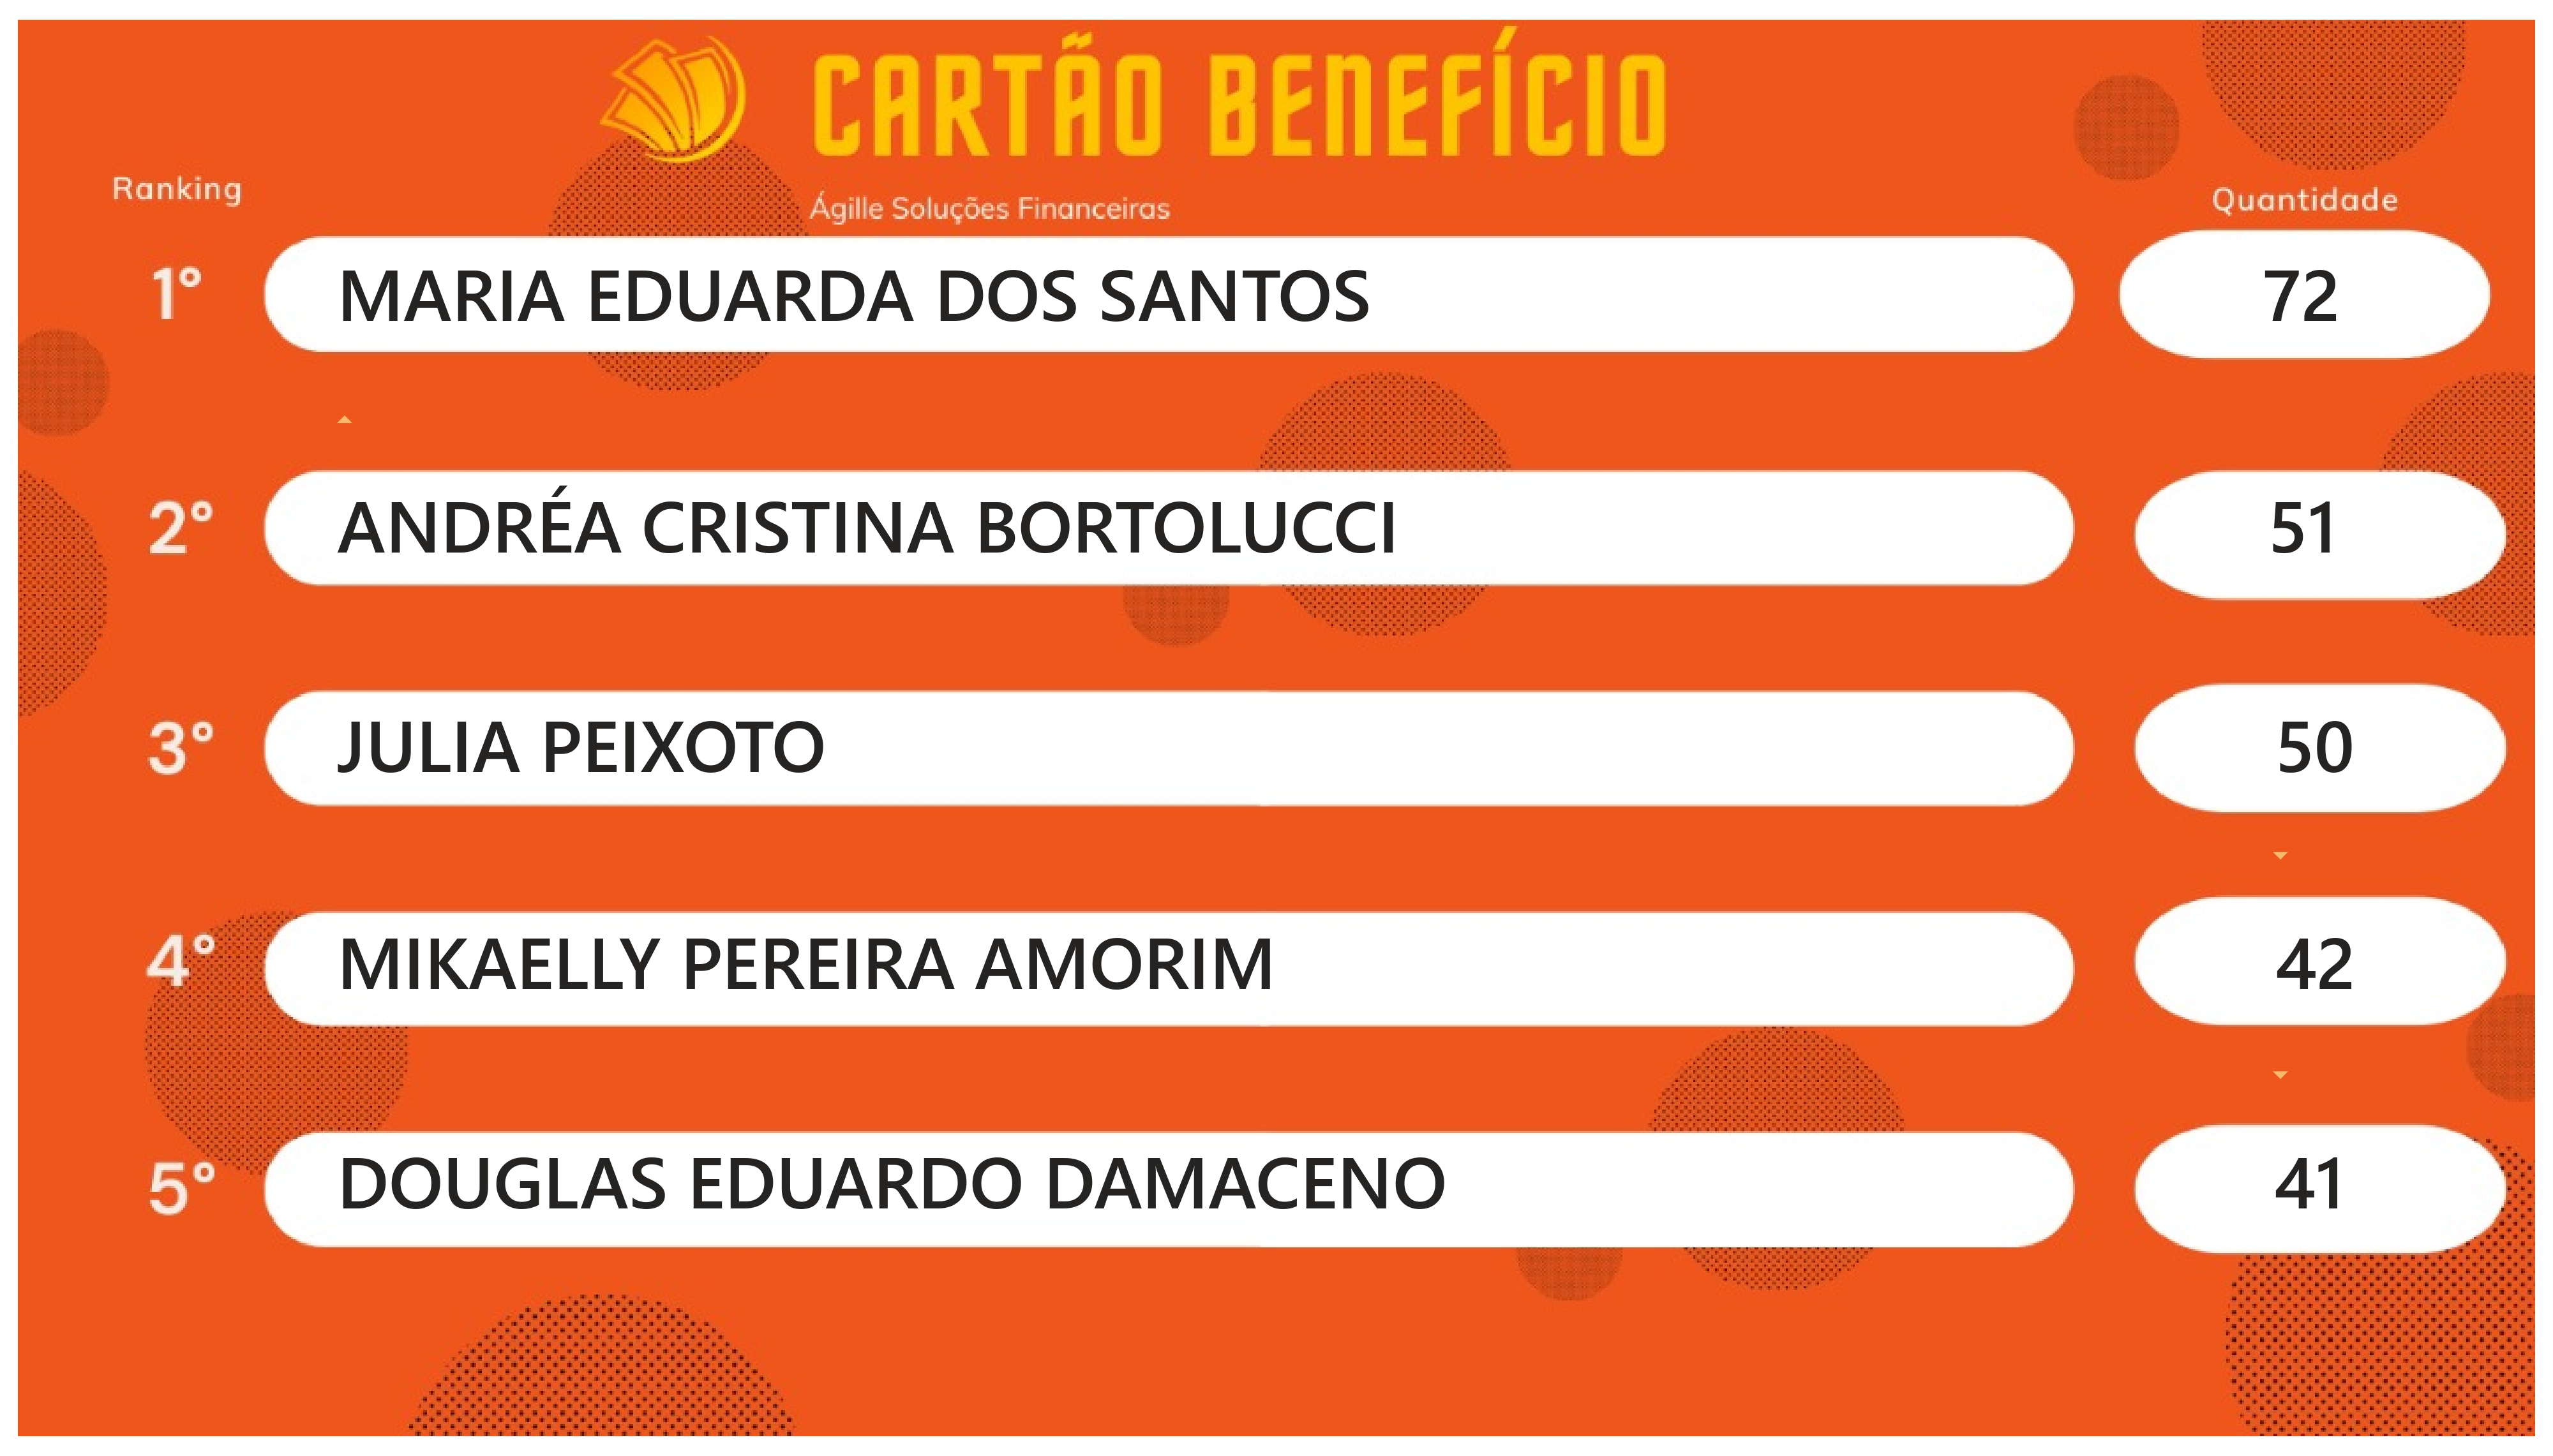 CARTÃO BENEFÍCIO
Ranking
Ágille Soluções Financeiras
Quantidade
1° MARIA EDUARDA DOS SANTOS 72
2° ANDRÉA CRISTINA BORTOLUCCI 51
3° JULIA PEIXOTO 50
4° MIKAELLY PEREIRA AMORIM 42
5° DOUGLAS EDUARDO DAMACENO 41